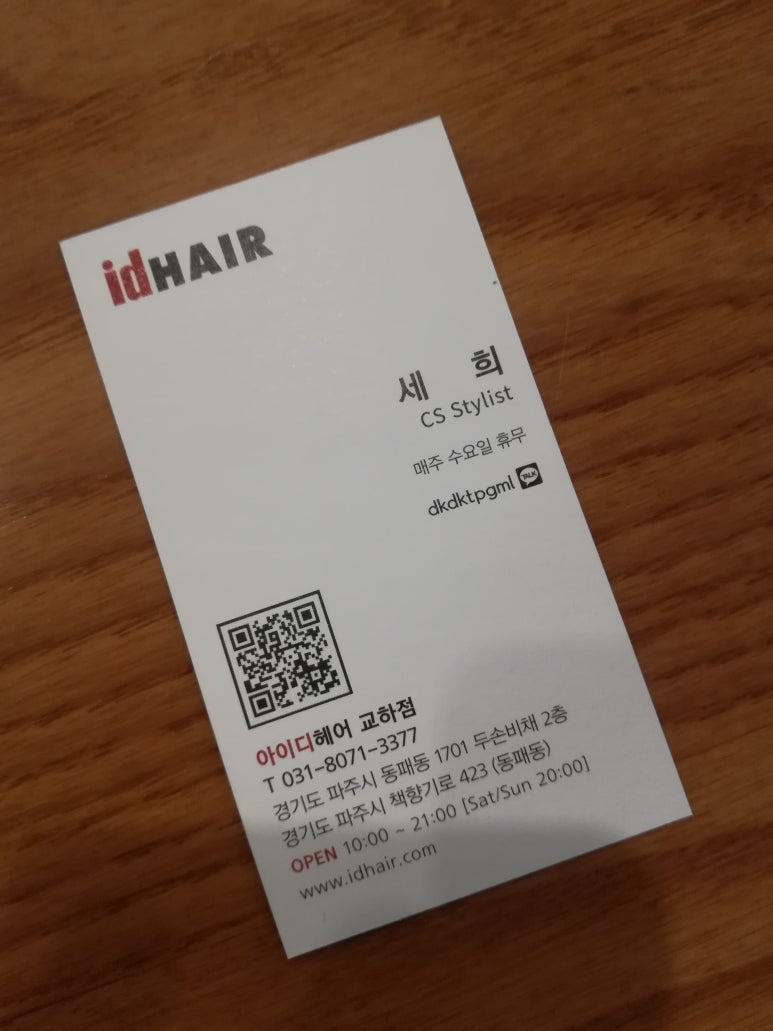 idHAIR
세 희
CS Stylist
매주 수요일 휴무
dkdktpgml TALK
아이디헤어 교하점
T 031-8071-3377
경기도 파주시 동패동 1701 두손비채 2층
경기도 파주시 책향기로 423 (동패동)
OPEN 10:00 ~ 21:00 [Sat/Sun 20:00]
www.idhair.com